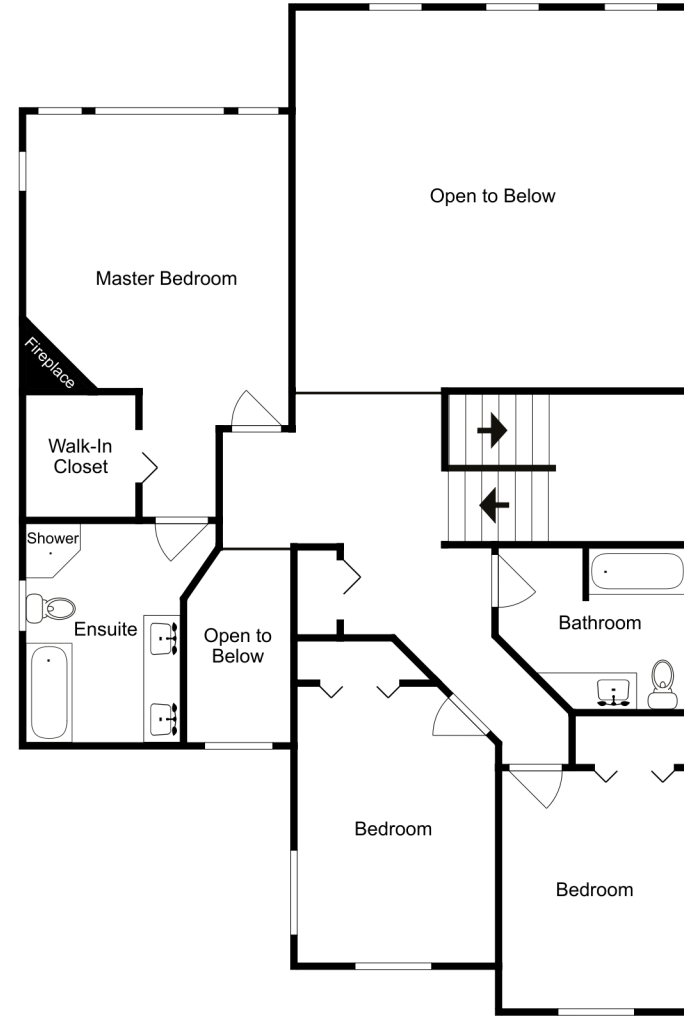 Open to Below
Master Bedroom
Fireplace
Walk-In
Closet
Shower
Ensuite
Open to
Below
Bathroom
Bedroom
Bedroom